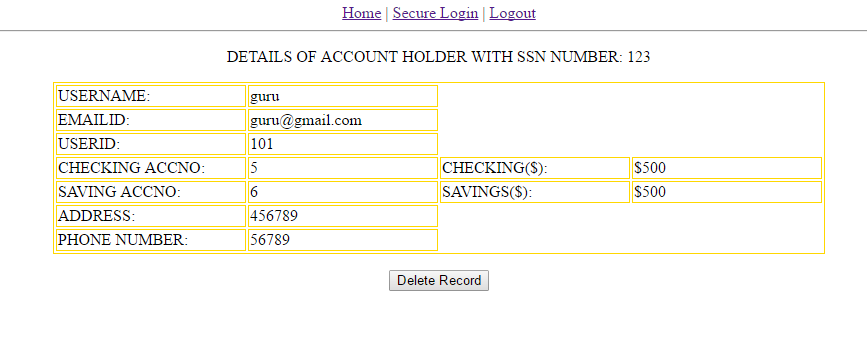 Home | Secure Login | Logout
DETAILS OF ACCOUNT HOLDER WITH SSN NUMBER: 123
USERNAME: guru
EMAILID: guru@gmail.com
USERID: 101
CHECKING ACCNO: 5 CHECKING($): $500
SAVING ACCNO: 6 SAVINGS($): $500
ADDRESS: 456789
PHONE NUMBER: 56789
Delete Record